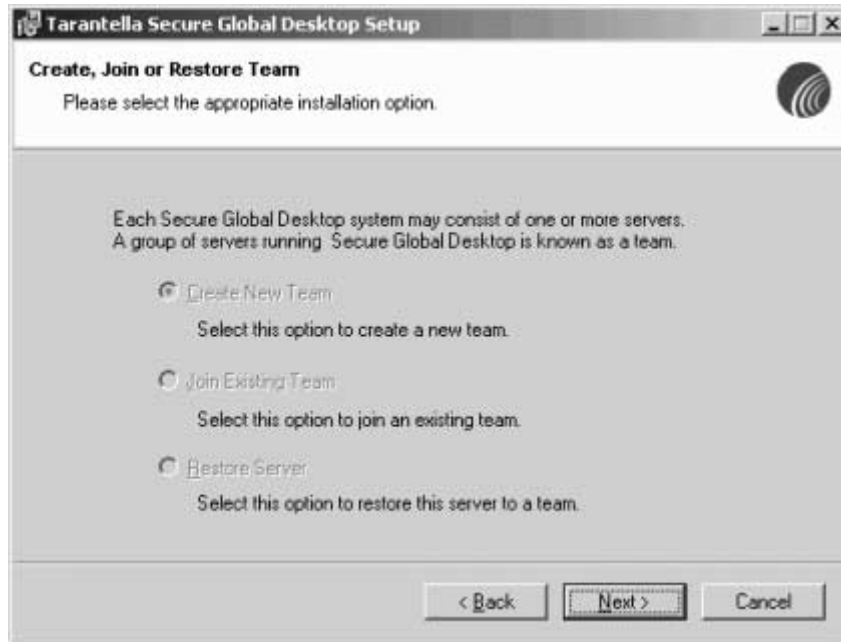 Tarantella Secure Global Desktop Setup
Create, Join or Restore Team
Please select the appropriate installation option.
Each Secure Global Desktop system may consist of one or more servers.
A group of servers running Secure Global Desktop is known as a team.
Create New Team
Select this option to create a new team.
Join Existing Team
Select this option to join an existing team.
Restore Server
Select this option to restore this server to a team.
< Back Next > Cancel